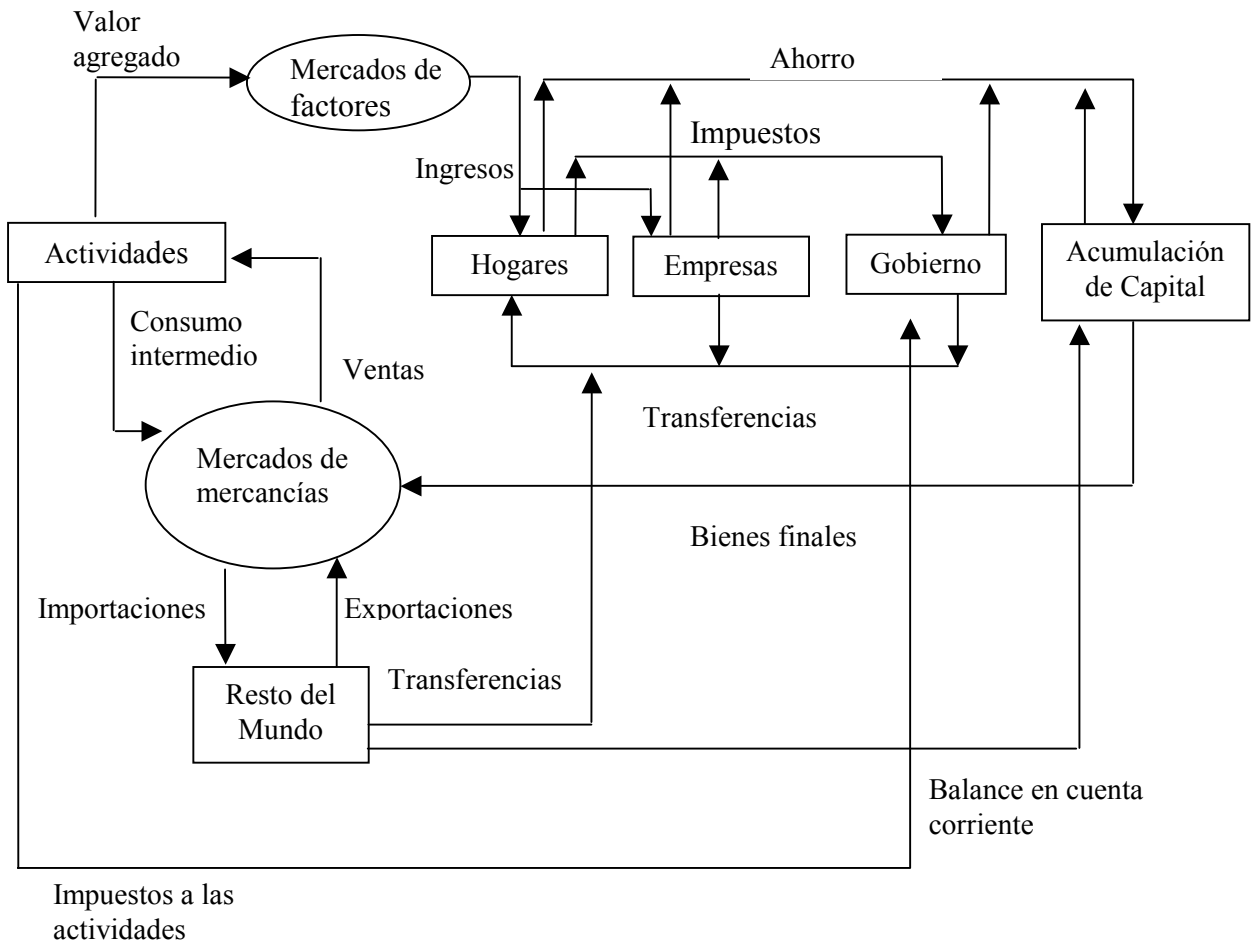 Valor
agregado
Mercados de
factores
Ahorro
Impuestos
Ingresos
Actividades
Hogares
Empresas
Gobierno
Acumulación
de Capital
Consumo
intermedio
Ventas
Transferencias
Mercados de
mercancías
Bienes finales
Importaciones
Exportaciones
Transferencias
Resto del
Mundo
Balance en cuenta
corriente
Impuestos a las
actividades